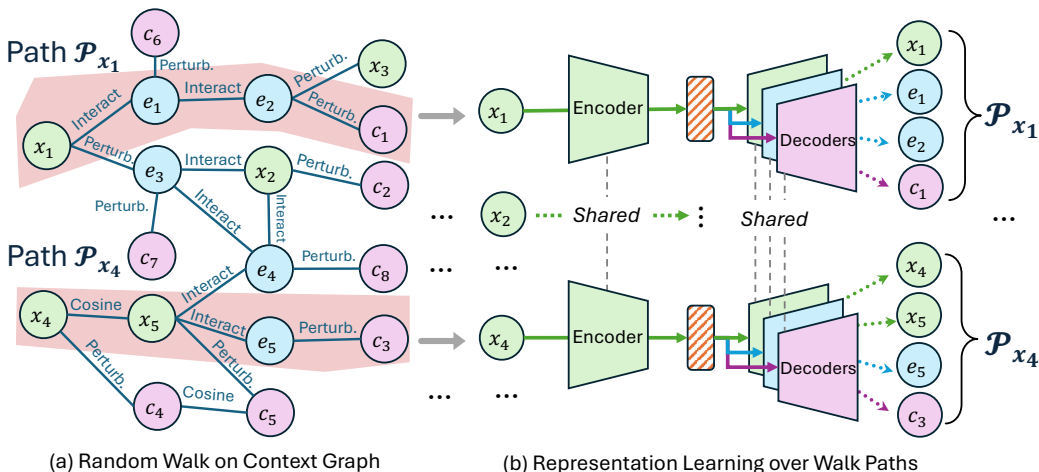 Path 𝒫x₁
c₆
Perturb.
x₃
Perturb.
e₁
Interact
e₂
Interact
Perturb.
c₁
x₁
Perturb.
e₃
Interact
x₂
Perturb.
c₂
Perturb.
Interact
Interact
c₇
Path 𝒫x₄
e₄
Perturb.
c₈
Interact
x₄
Cosine
x₅
Interact
e₅
Perturb.
c₃
Perturb.
Perturb.
c₄
Cosine
c₅
(a) Random Walk on Context Graph
x₁
Encoder
Decoders
x₁
e₁
e₂
c₁
𝒫x₁
... x₂ Shared ⋮ Shared ...
... ...
x₄
Encoder
Decoders
x₄
x₅
e₅
c₃
𝒫x₄
... ...
(b) Representation Learning over Walk Paths